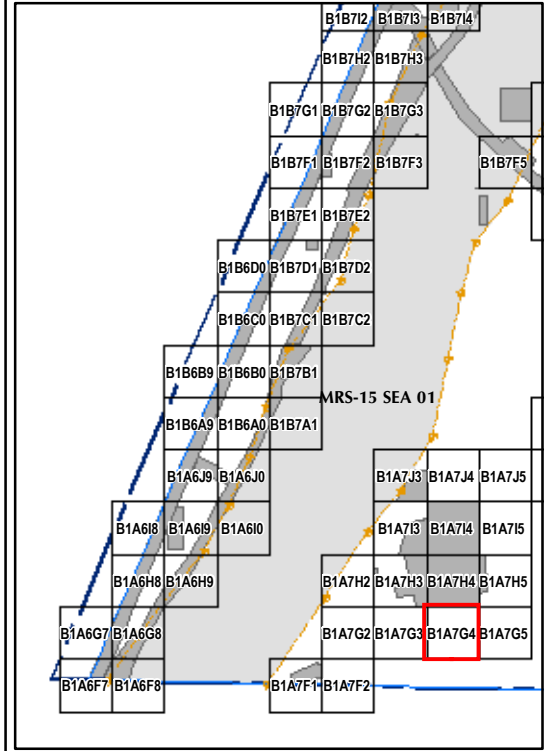 B1B7I2 B1B7I3 B1B7I4
B1B7H2 B1B7H3
B1B7G1 B1B7G2 B1B7G3
B1B7F1 B1B7F2 B1B7F3 B1B7F5
B1B7E1 B1B7E2
B1B6D0 B1B7D1 B1B7D2
B1B6C0 B1B7C1 B1B7C2
B1B6B9 B1B6B0 B1B7B1
MRS-15 SEA 01
B1B6A9 B1B6A0 B1B7A1
B1A6J9 B1A6J0 B1A7J3 B1A7J4 B1A7J5
B1A6I8 B1A6I9 B1A6I0 B1A7I3 B1A7I4 B1A7I5
B1A6H8 B1A6H9 B1A7H2 B1A7H3 B1A7H4 B1A7H5
B1A6G7 B1A6G8 B1A7G2 B1A7G3 B1A7G4 B1A7G5
B1A6F7 B1A6F8 B1A7F1 B1A7F2